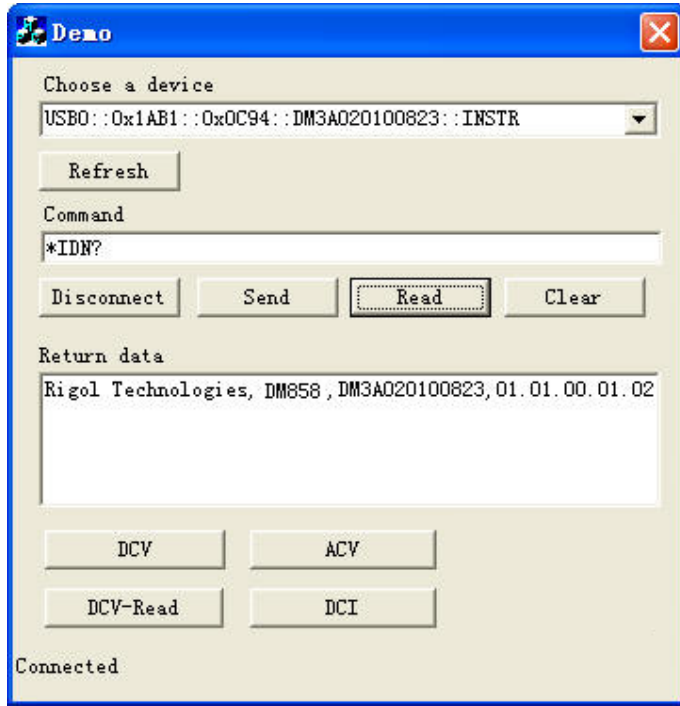 Demo
Choose a device
USB0::0x1AB1::0x0C94::DM3A020100823::INSTR
Refresh
Command
*IDN?
Disconnect Send Read Clear
Return data
Rigol Technologies, DM858 ,DM3A020100823,01.01.00.01.02
DCV ACV
DCV-Read DCI
Connected